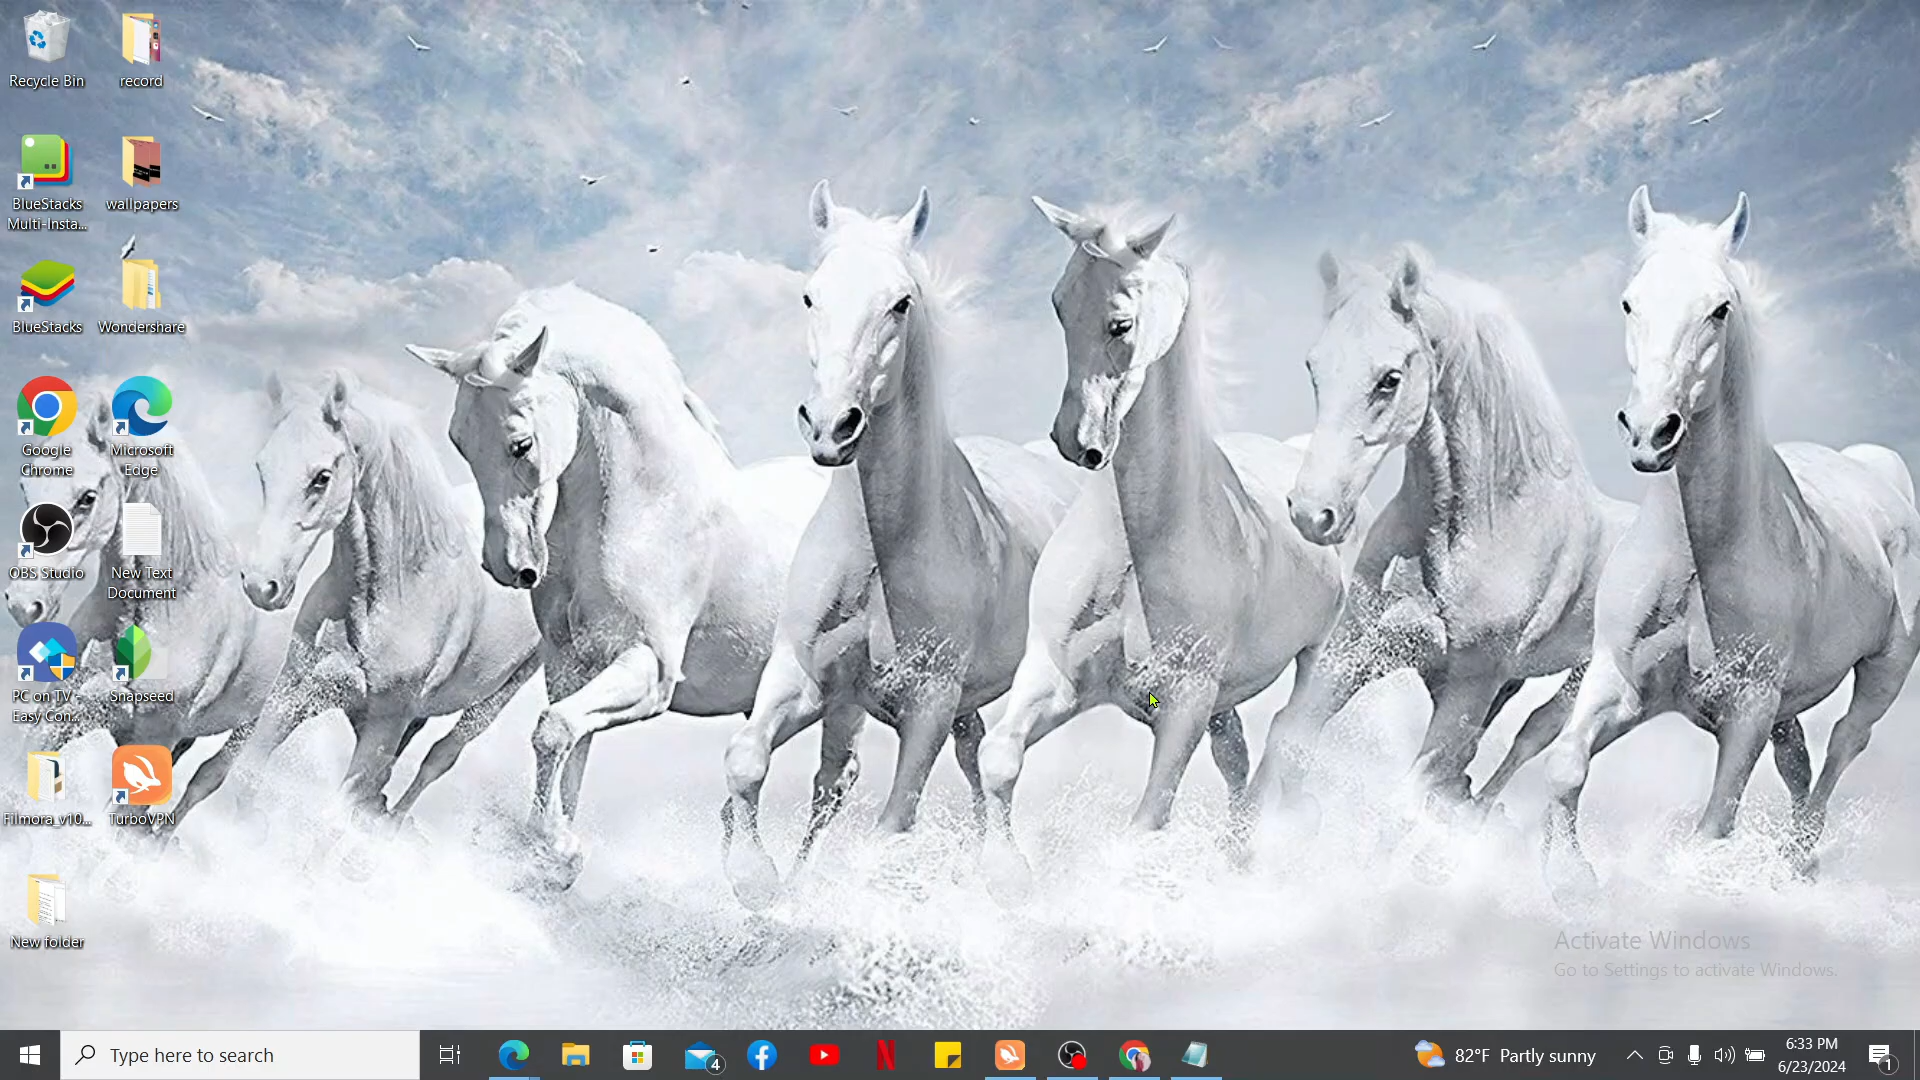 Recycle Bin
record
BlueStacks
Multi-Insta...
wallpapers
BlueStacks
Wondershare
Google
Chrome
Microsoft
Edge
OBS Studio
New Text
Document
PC on TV -
Easy Con...
Snapseed
Filmora_v10...
TurboVPN
New folder
Activate Windows
Go to Settings to activate Windows.
Type here to search
4
82°F Partly sunny
6:33 PM
6/23/2024
1